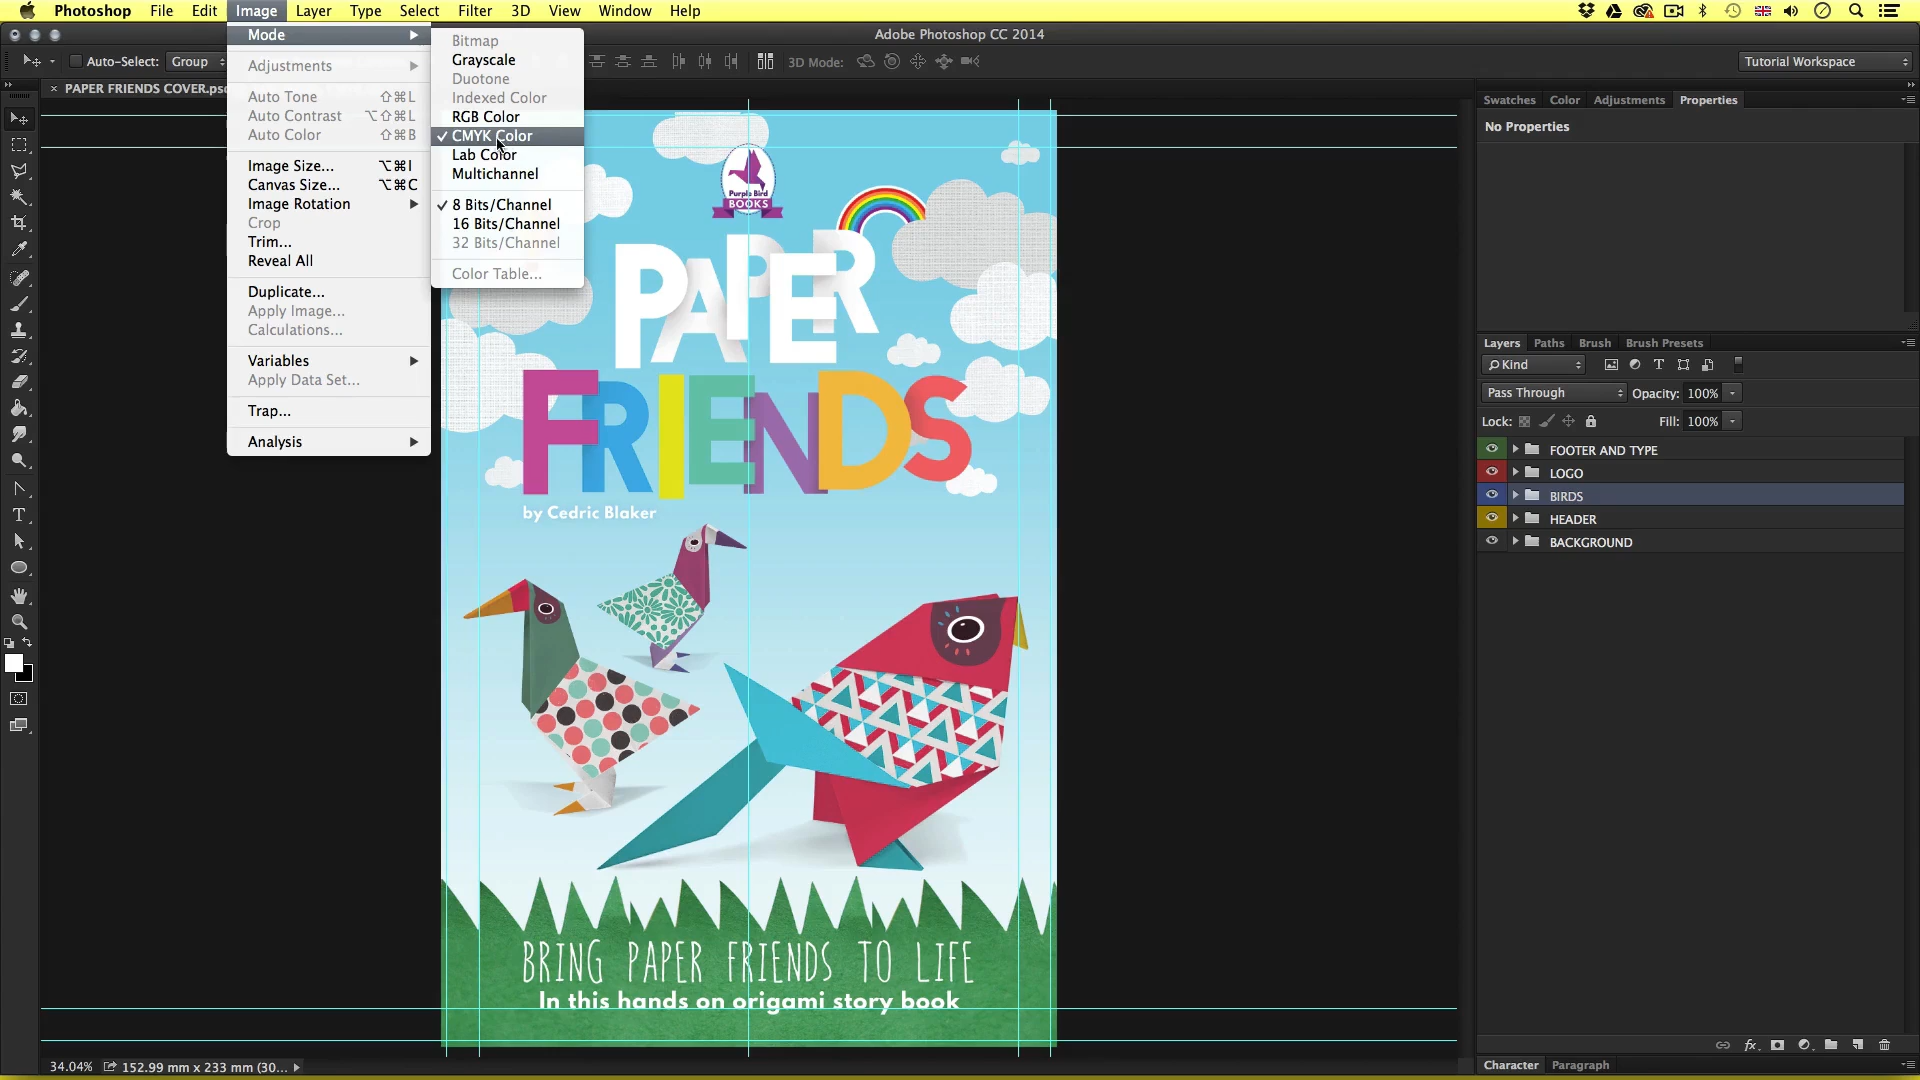 Photoshop File Edit Image Layer Type Select Filter 3D View Window Help
Adobe Photoshop CC 2014
Auto-Select: Group
3D Mode:
Tutorial Workspace
× PAPER FRIENDS COVER.psd
Mode
Adjustments
Auto Tone ⇧⌘L
Auto Contrast ⌥⇧⌘L
Auto Color ⇧⌘B
Image Size... ⌥⌘I
Canvas Size... ⌥⌘C
Image Rotation
Crop
Trim...
Reveal All
Duplicate...
Apply Image...
Calculations...
Variables
Apply Data Set...
Trap...
Analysis
Bitmap
Grayscale
Duotone
Indexed Color
RGB Color
✓ CMYK Color
Lab Color
Multichannel
✓ 8 Bits/Channel
16 Bits/Channel
32 Bits/Channel
Color Table...
Purple Bird
BOOKS
PAPER
FRIENDS
by Cedric Blaker
BRING PAPER FRIENDS TO LIFE
In this hands on origami story book
Swatches Color Adjustments Properties
No Properties
Layers Paths Brush Brush Presets
Kind
Pass Through Opacity: 100%
Lock: Fill: 100%
FOOTER AND TYPE
LOGO
BIRDS
HEADER
BACKGROUND
Character Paragraph
34.04% 152.99 mm x 233 mm (30...